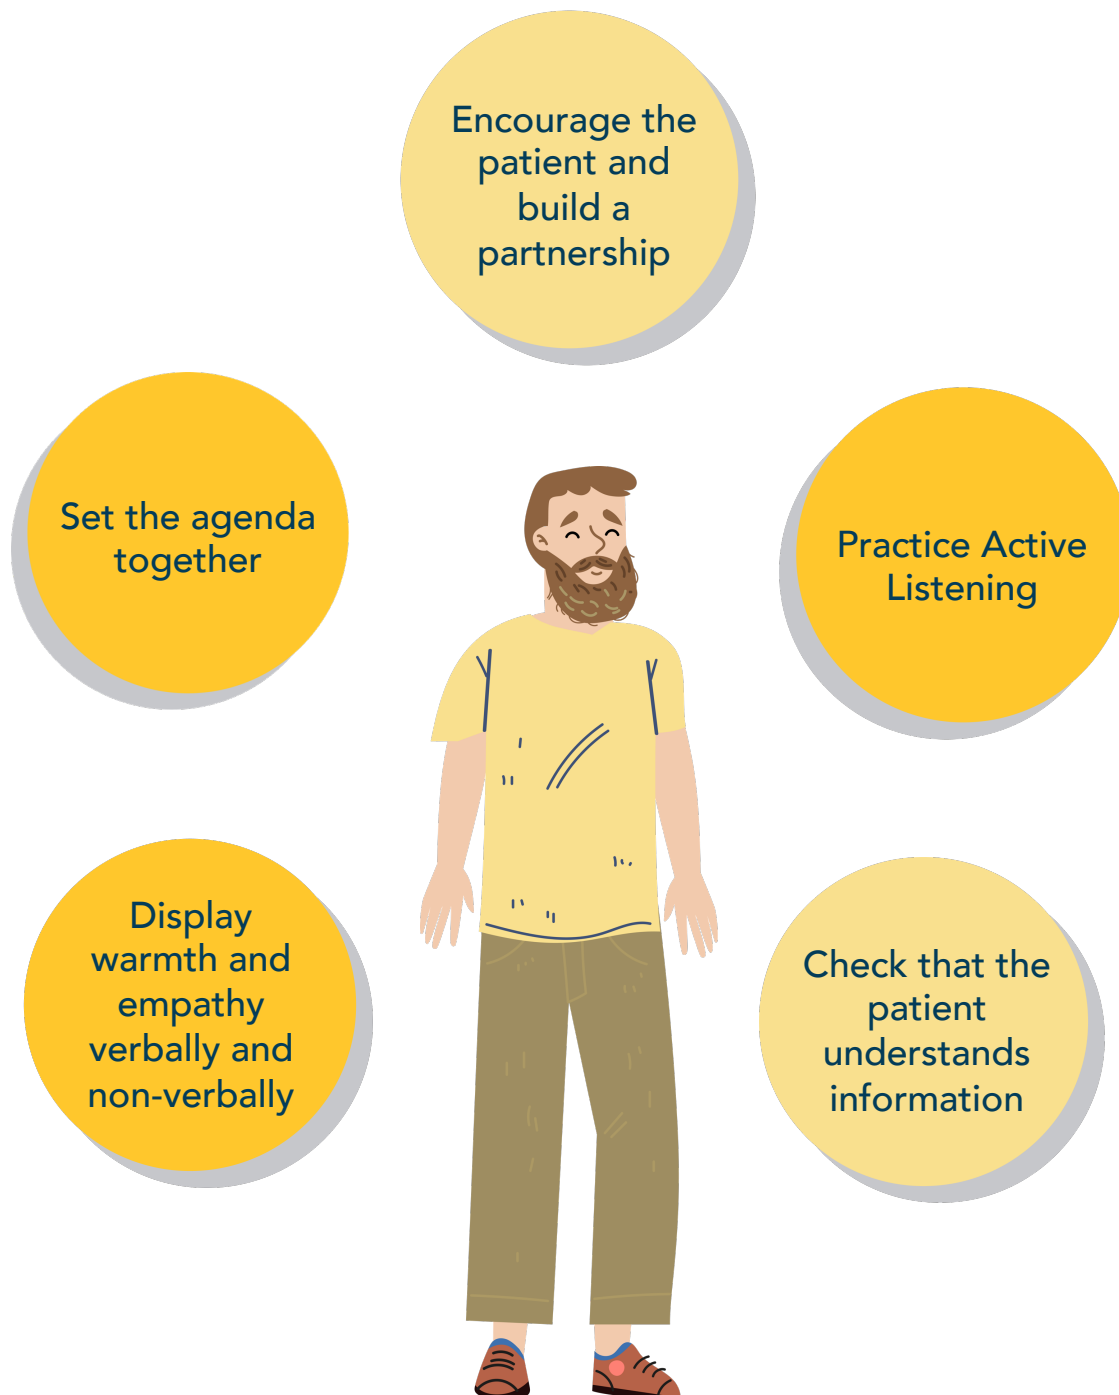 Encourage the
patient and
build a
partnership
Set the agenda
together
Practice Active
Listening
Display
warmth and
empathy
verbally and
non-verbally
Check that the
patient
understands
information